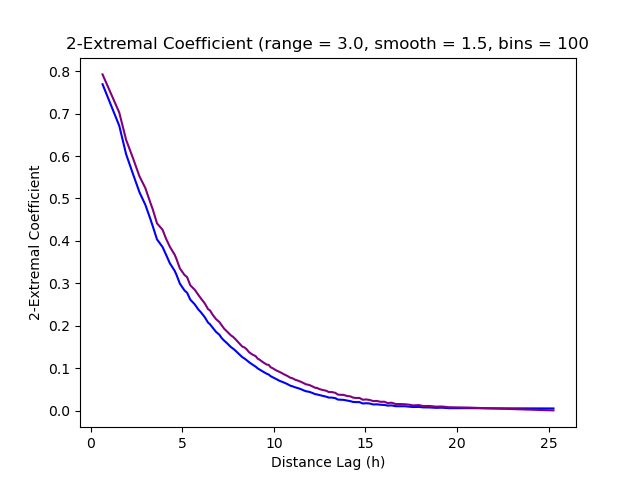 2-Extremal Coefficient (range = 3.0, smooth = 1.5, bins = 100
0.8
0.7
0.6
0.5
0.4
0.3
0.2
0.1
0.0
2-Extremal Coefficient
0 5 10 15 20 25
Distance Lag (h)